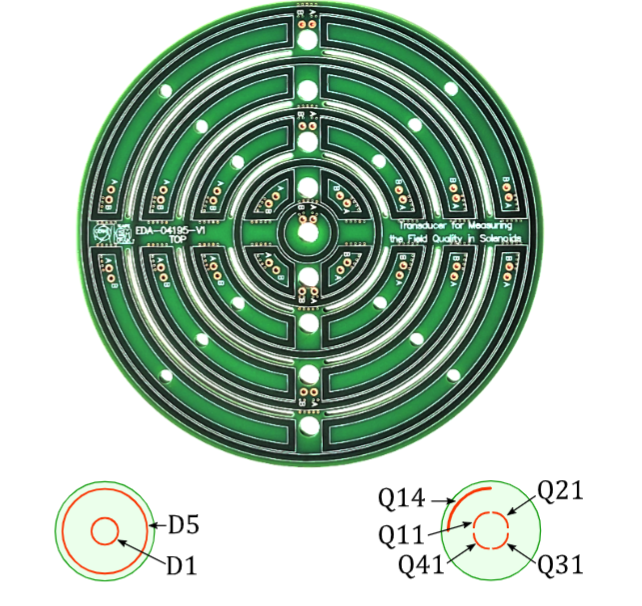 EDA-04195-V1
TOP
Transducer for Measuring
the Field Quality in Solenoids
D5
D1
Q14
Q11
Q41
Q21
Q31